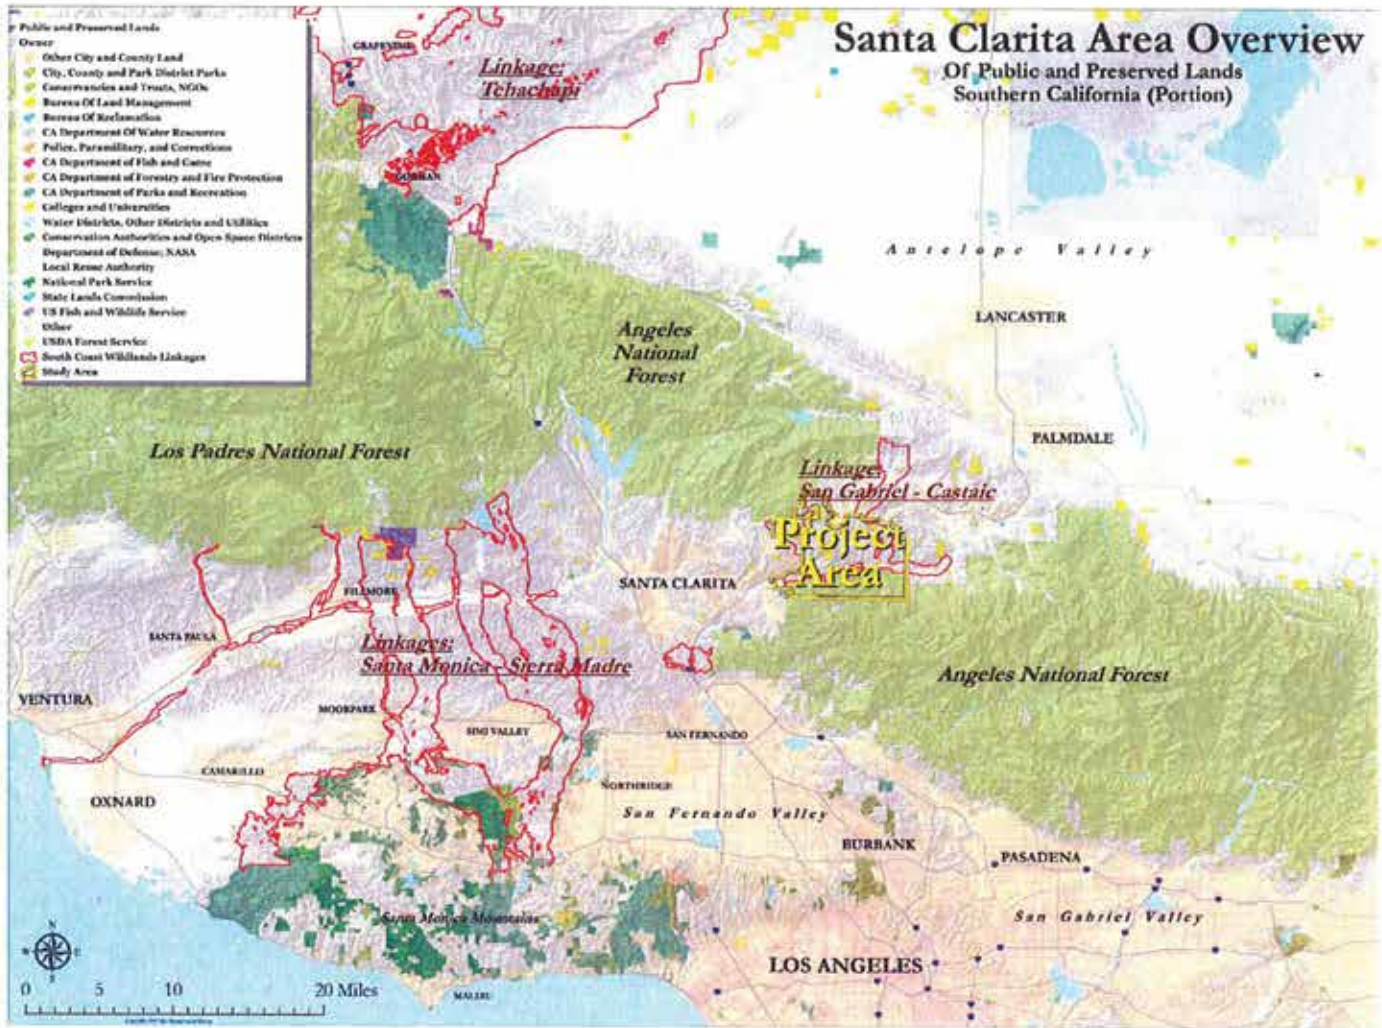 Santa Clarita Area Overview
Of Public and Preserved Lands
Southern California (Portion)
Public and Preserved Lands
Owner
Other City and County Land
City, County and Park District Parks
Conservancies and Trusts, NGOs
Bureau Of Land Management
Bureau Of Reclamation
CA Department Of Water Resources
Police, Paramilitary, and Corrections
CA Department of Fish and Game
CA Department of Forestry and Fire Protection
CA Department of Parks and Recreation
Colleges and Universities
Water Districts, Other Districts and Utilities
Conservation Authorities and Open Space Districts
Department of Defense; NASA
Local Reuse Authority
National Park Service
State Lands Commission
US Fish and Wildlife Service
Other
USDA Forest Service
South Coast Wildlands Linkages
Study Area
GRAPEVINE
Linkage:
Tehachapi
GORMAN
Antelope Valley
LANCASTER
Angeles
National
Forest
PALMDALE
Los Padres National Forest
Linkage:
San Gabriel - Castaic
Project
Area
SANTA CLARITA
FILLMORE
SANTA PAULA
Linkages:
Santa Monica - Sierra Madre
Angeles National Forest
VENTURA
MOORPARK
SIMI VALLEY
SAN FERNANDO
CAMARILLO
NORTHRIDGE
OXNARD
San Fernando Valley
BURBANK
PASADENA
Santa Monica Mountains
San Gabriel Valley
LOS ANGELES
MALIBU
N
E
S
W
0 5 10 20 Miles